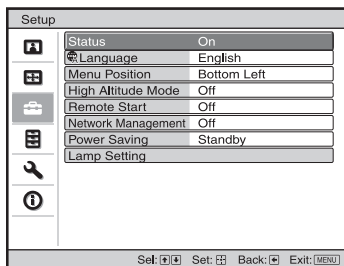 Setup
Status On
Language English
Menu Position Bottom Left
High Altitude Mode Off
Remote Start Off
Network Management Off
Power Saving Standby
Lamp Setting
Sel: Set: Back: Exit: MENU